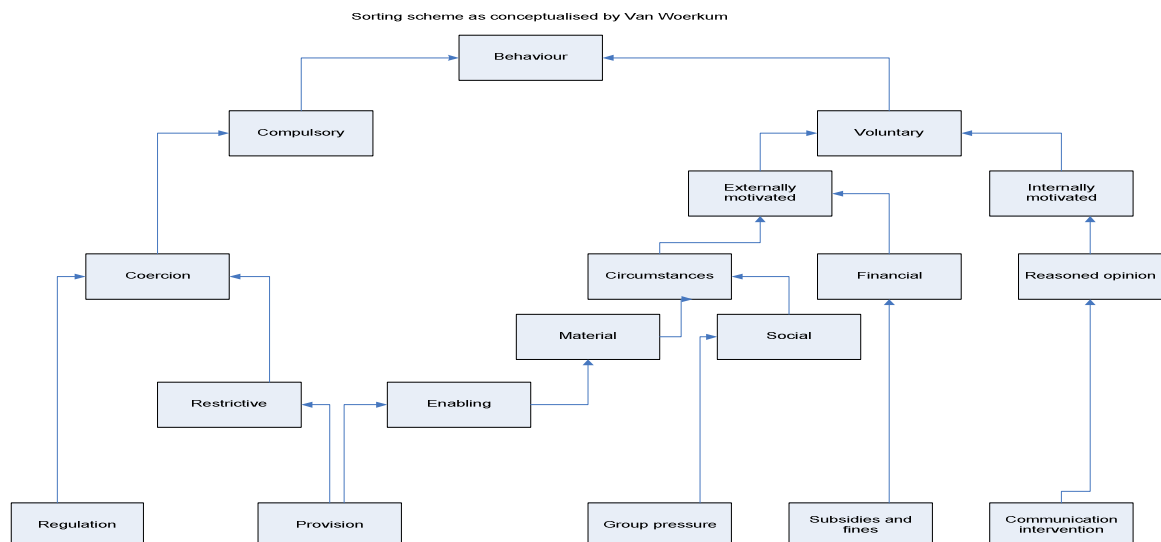 Sorting scheme as conceptualised by Van Woerkum
Behaviour
Compulsory
Voluntary
Externally
motivated
Internally
motivated
Coercion
Circumstances
Financial
Reasoned opinion
Material
Social
Restrictive
Enabling
Regulation
Provision
Group pressure
Subsidies and
fines
Communication
intervention